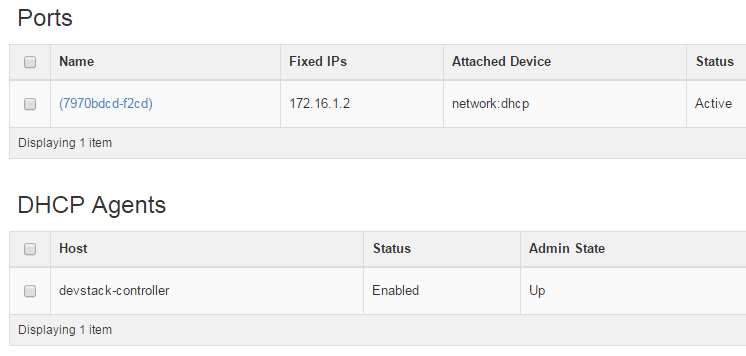 Ports
Name Fixed IPs Attached Device Status
(7970bdcd-f2cd) 172.16.1.2 network:dhcp Active
Displaying 1 item
DHCP Agents
Host Status Admin State
devstack-controller Enabled Up
Displaying 1 item